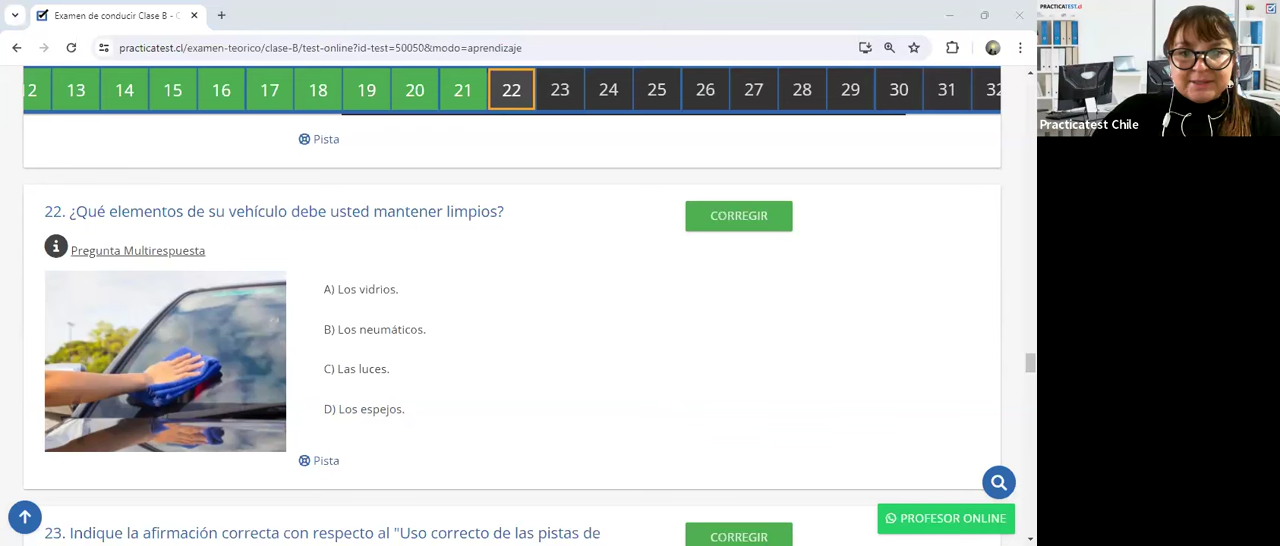 Examen de conducir Clase B - C
practicatest.cl/examen-teorico/clase-B/test-online?id-test=50050&modo=aprendizaje
PRACTICATEST.cl
Practicatest Chile
2 13 14 15 16 17 18 19 20 21 22 23 24 25 26 27 28 29 30 31 32
Pista
22. ¿Qué elementos de su vehículo debe usted mantener limpios?
CORREGIR
Pregunta Multirespuesta
A) Los vidrios.
B) Los neumáticos.
C) Las luces.
D) Los espejos.
Pista
PROFESOR ONLINE
23. Indique la afirmación correcta con respecto al "Uso correcto de las pistas de
CORREGIR